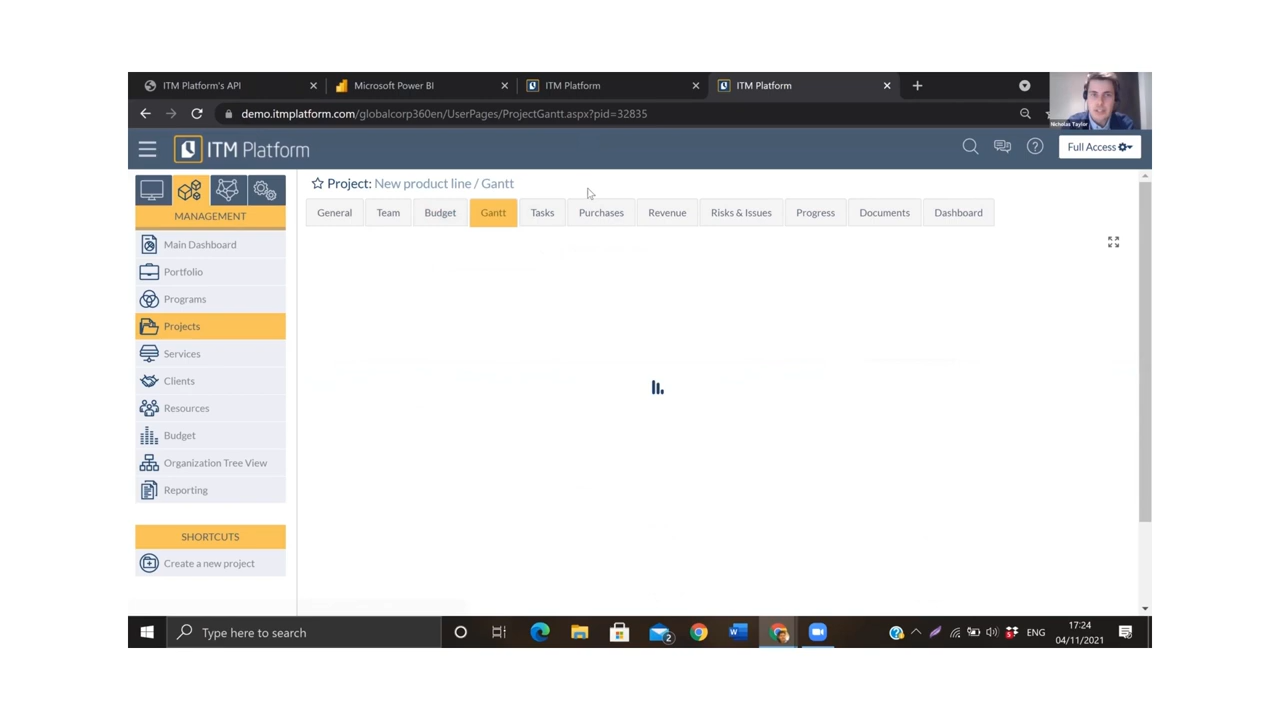 ITM Platform's API
Microsoft Power BI
ITM Platform
ITM Platform
demo.itmplatform.com/globalcorp360en/UserPages/ProjectGantt.aspx?pid=32835
Nicholas Taylor
ITM Platform
Full Access
Project: New product line / Gantt
General
Team
Budget
Gantt
Tasks
Purchases
Revenue
Risks & Issues
Progress
Documents
Dashboard
MANAGEMENT
Main Dashboard
Portfolio
Programs
Projects
Services
Clients
Resources
Budget
Organization Tree View
Reporting
SHORTCUTS
Create a new project
Type here to search
2
ENG
17:24
04/11/2021